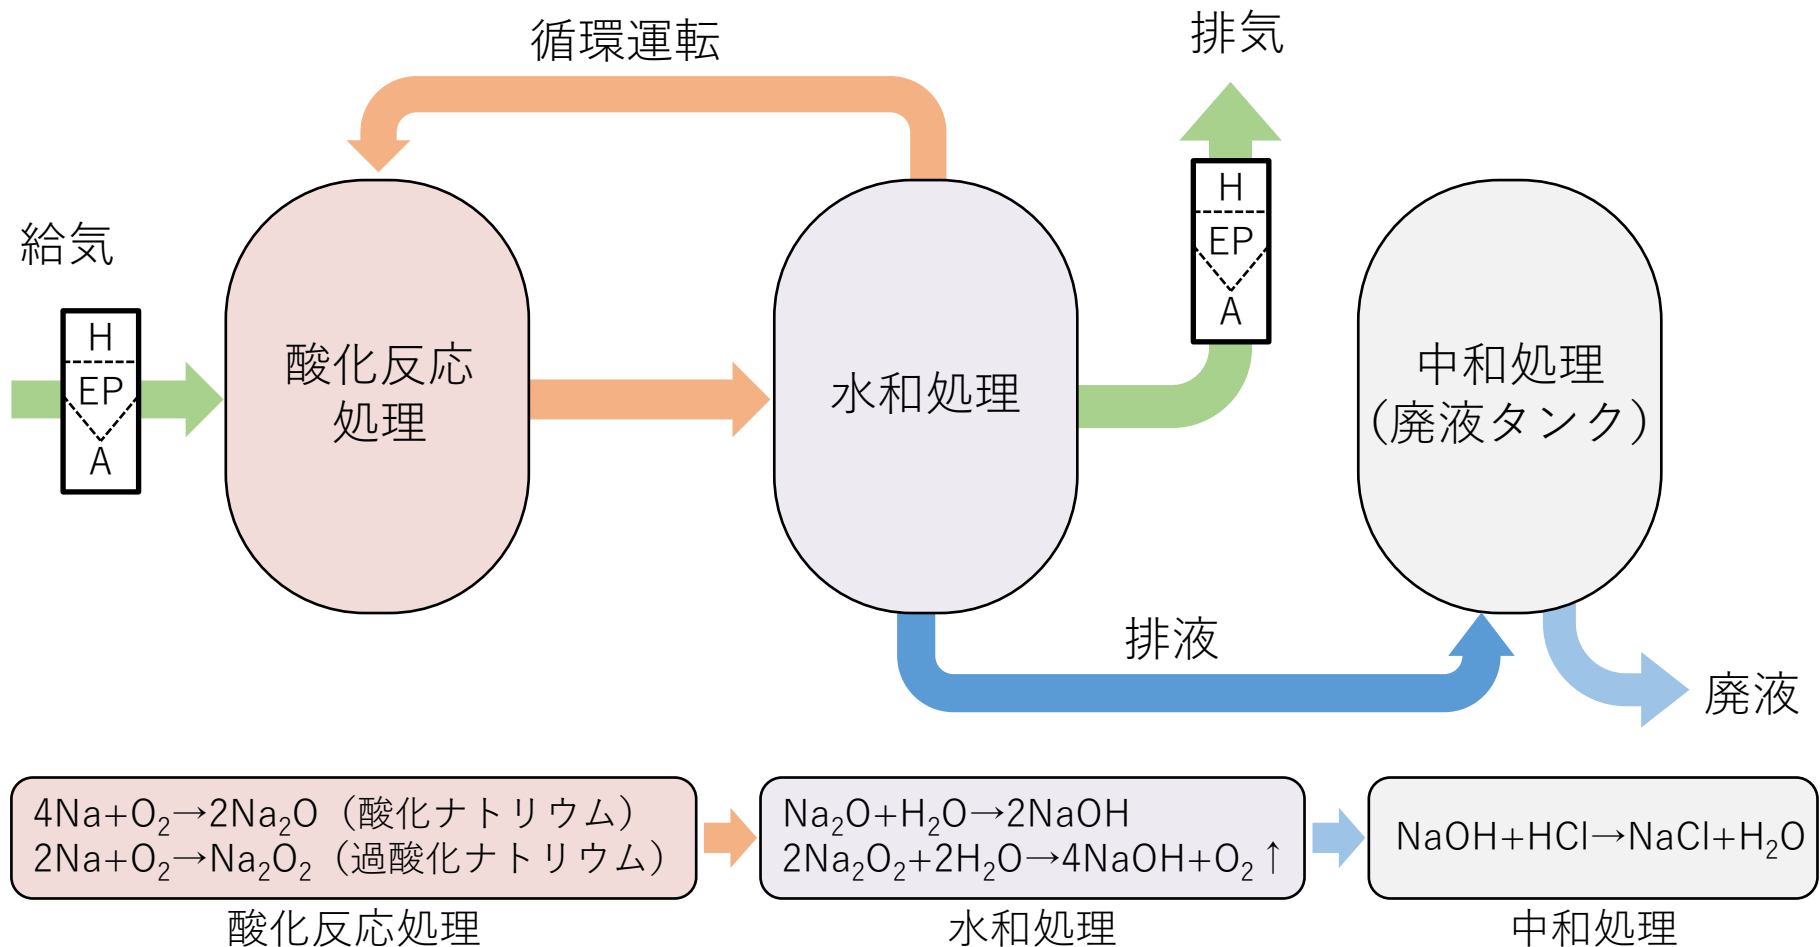 循環運転
排気
給気
H
EP
A
H
EP
A
酸化反応
処理
水和処理
中和処理
(廃液タンク)
排液
廃液
4Na+O₂→2Na₂O（酸化ナトリウム）
2Na+O₂→Na₂O₂（過酸化ナトリウム）
酸化反応処理
Na₂O+H₂O→2NaOH
2Na₂O₂+2H₂O→4NaOH+O₂↑
水和処理
NaOH+HCl→NaCl+H₂O
中和処理